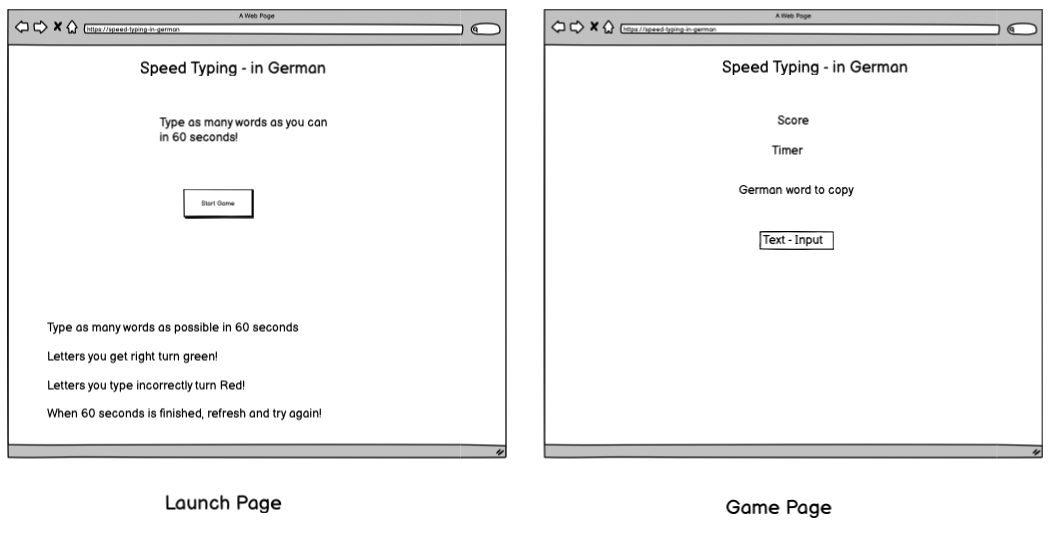 A Web Page
https://speed-typing-in-german
Speed Typing - in German
Type as many words as you can
in 60 seconds!
Start Game
Type as many words as possible in 60 seconds
Letters you get right turn green!
Letters you type incorrectly turn Red!
When 60 seconds is finished, refresh and try again!
Launch Page
A Web Page
https://speed-typing-in-german
Speed Typing - in German
Score
Timer
German word to copy
Text - Input
Game Page